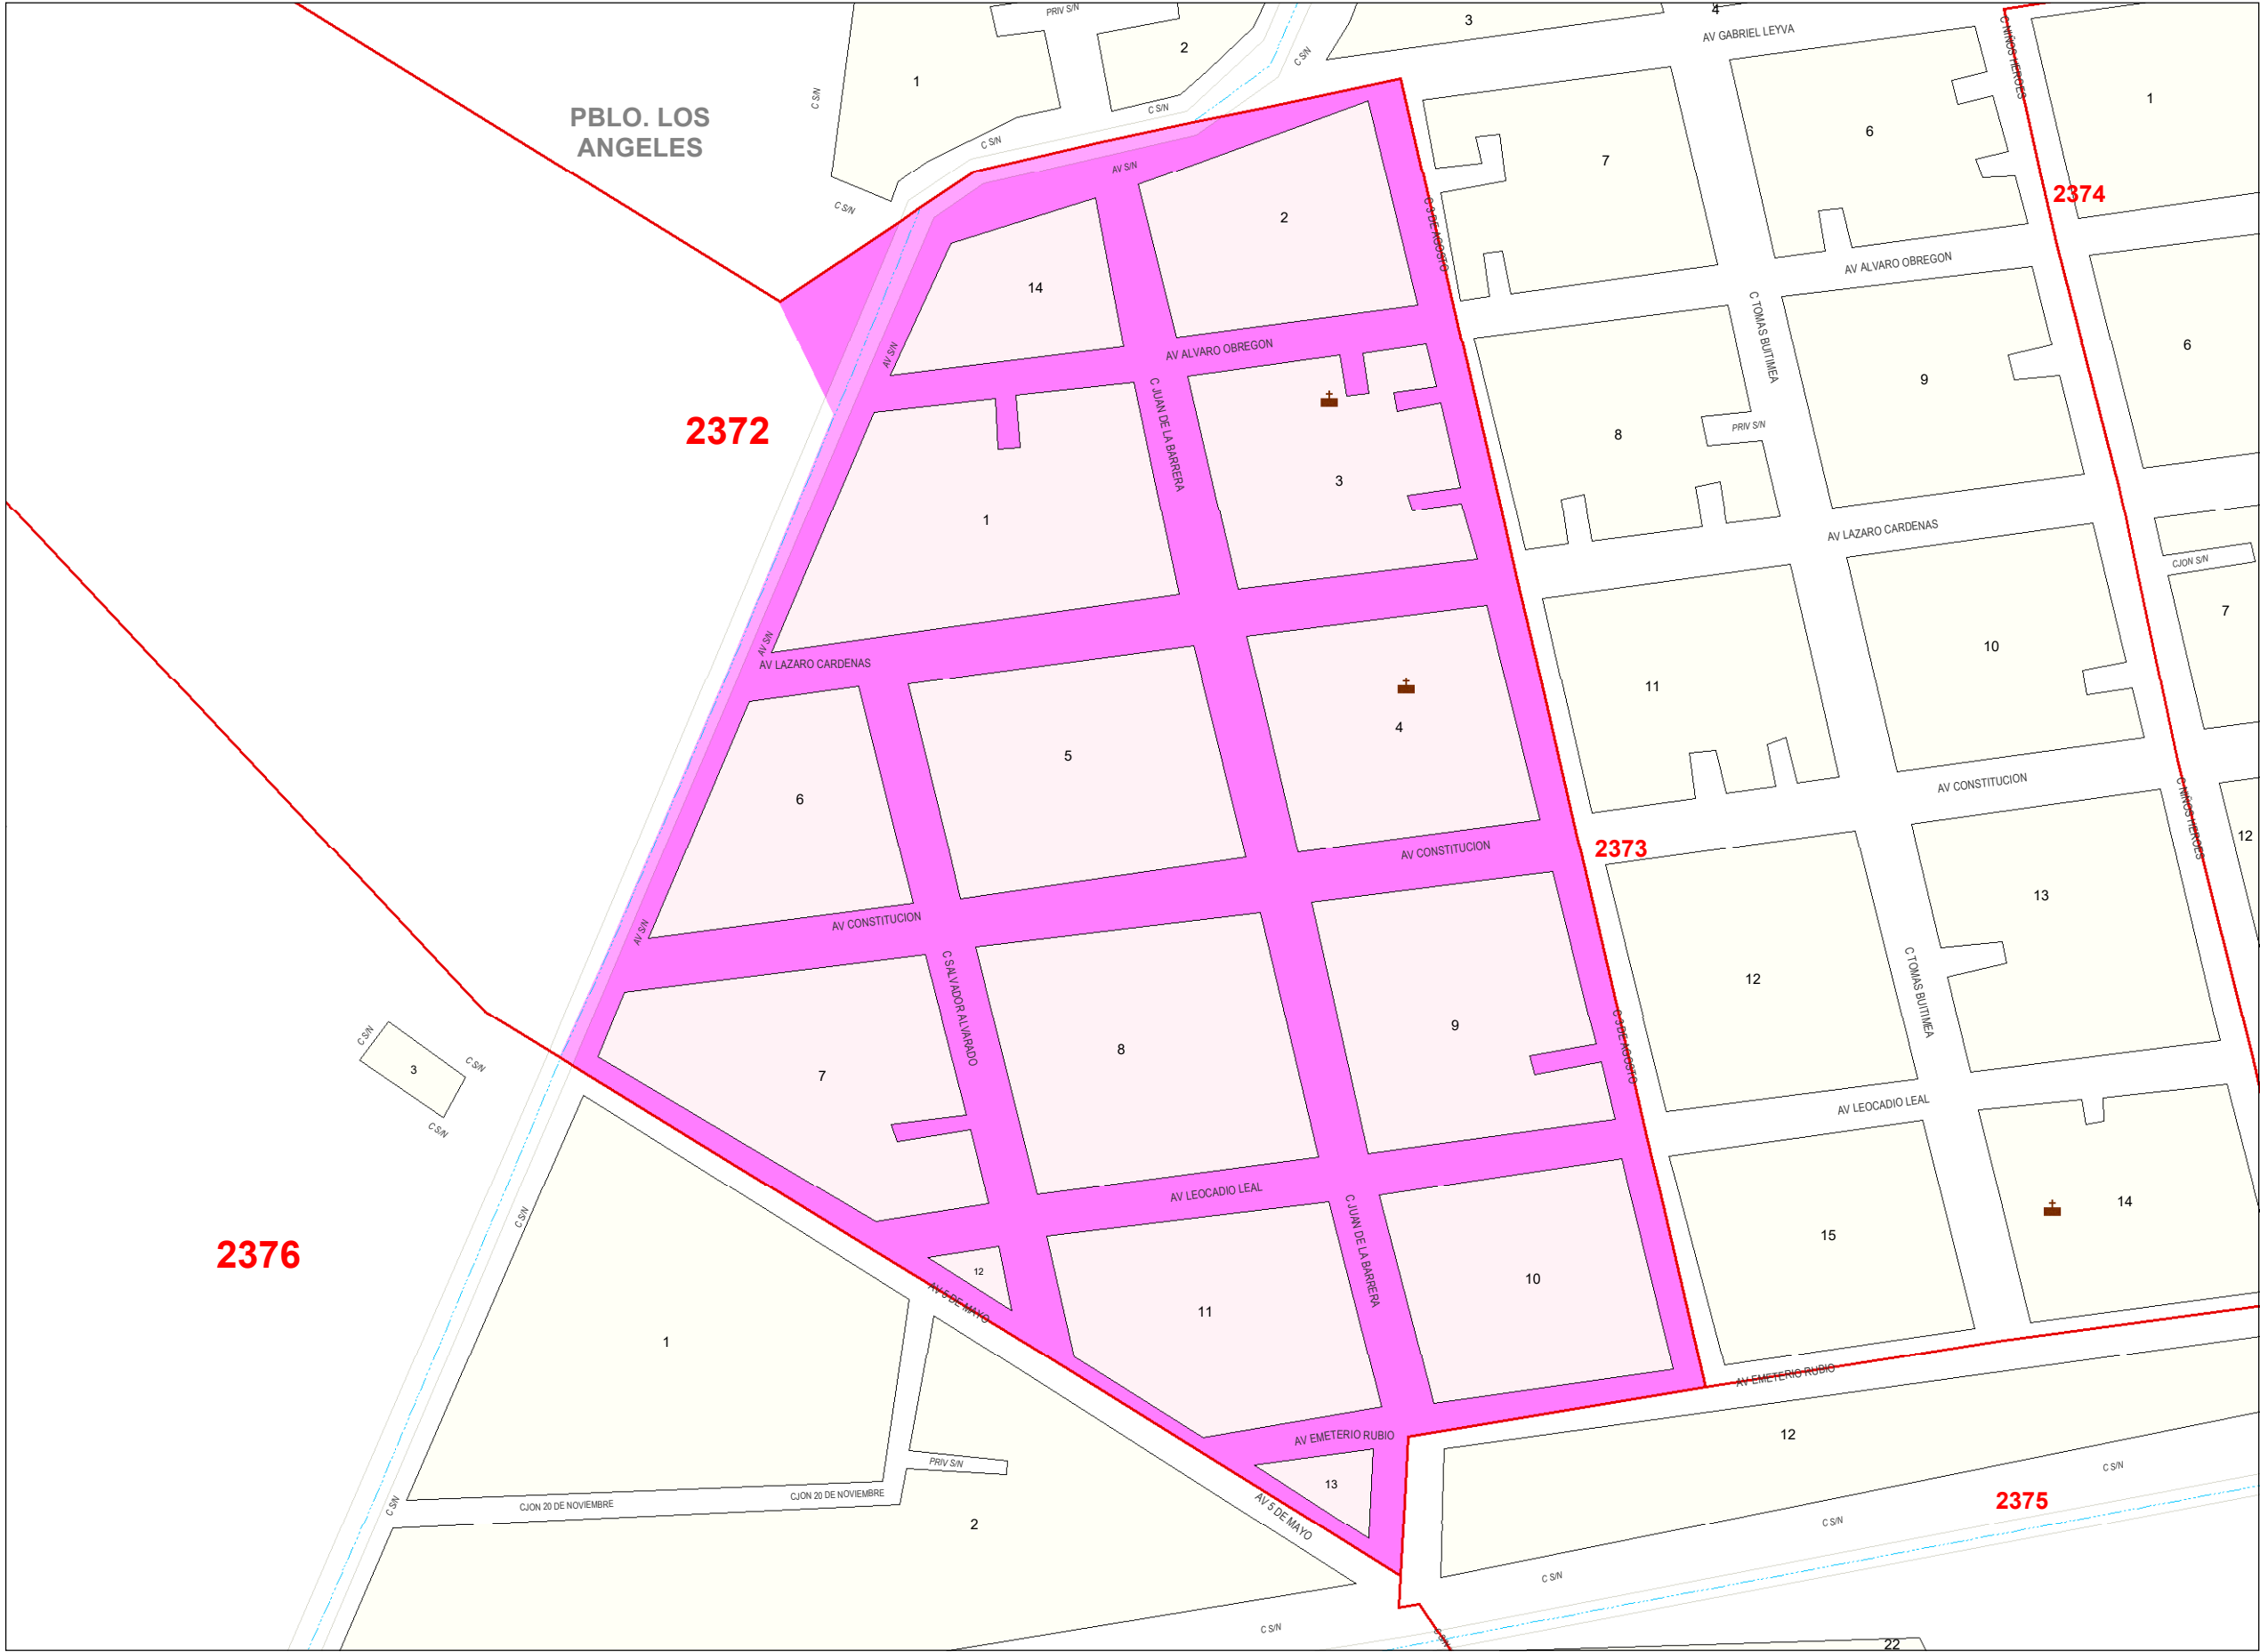 PRIV S/N
3
4
AV GABRIEL LEYVA
C NIÑOS HEROES
2
C S/N
1
C S/N
PBLO. LOS
ANGELES
C S/N
C S/N
6
1
7
AV S/N
C S/N
2374
2
C 9 DE AGOSTO
14
AV ALVARO OBREGON
C TOMAS BUITIMEA
AV S/N
AV ALVARO OBREGON
6
9
C JUAN DE LA BARRERA
2372
8
PRIV S/N
3
1
AV LAZARO CARDENAS
CJON S/N
7
AV S/N
AV LAZARO CARDENAS
10
11
4
5
6
AV CONSTITUCION
C NIÑOS HEROES
12
AV CONSTITUCION
2373
13
AV S/N
AV CONSTITUCION
C SALVADOR ALVARADO
12
C TOMAS BUITIMEA
9
8
C 9 DE AGOSTO
C S/N
3
C S/N
C S/N
7
AV LEOCADIO LEAL
AV LEOCADIO LEAL
14
C S/N
C JUAN DE LA BARRERA
15
2376
12
10
AV 5 DE MAYO
11
1
AV EMETERIO RUBIO
12
AV EMETERIO RUBIO
PRIV S/N
C S/N
13
CJON 20 DE NOVIEMBRE
CJON 20 DE NOVIEMBRE
C S/N
2375
AV 5 DE MAYO
2
C S/N
C S/N
C S/N
C S/N
22